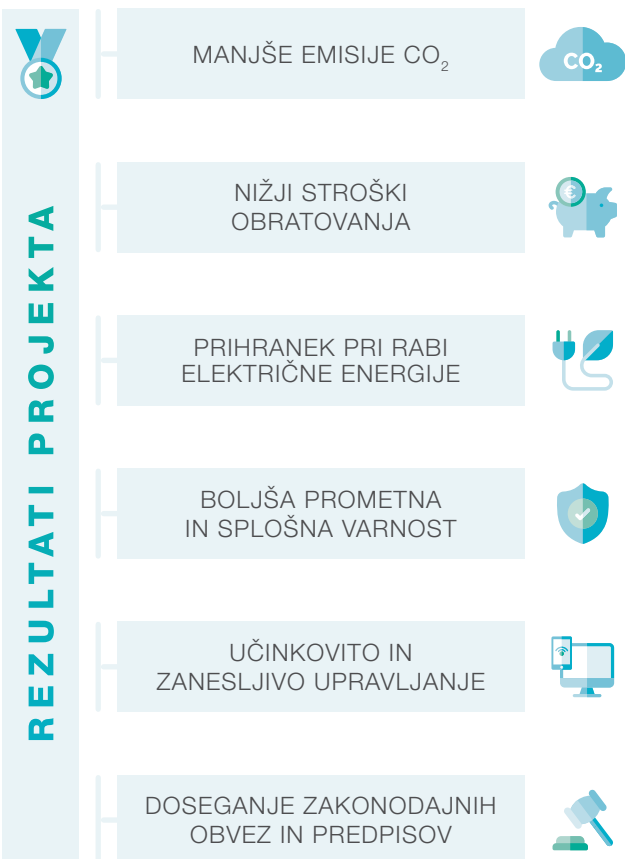 REZULTATI PROJEKTA
MANJŠE EMISIJE CO₂
CO₂
NIŽJI STROŠKI
OBRATOVANJA
€
PRIHRANEK PRI RABI
ELEKTRIČNE ENERGIJE
BOLJŠA PROMETNA
IN SPLOŠNA VARNOST
UČINKOVITO IN
ZANESLJIVO UPRAVLJANJE
DOSEGANJE ZAKONODAJNIH
OBVEZ IN PREDPISOV